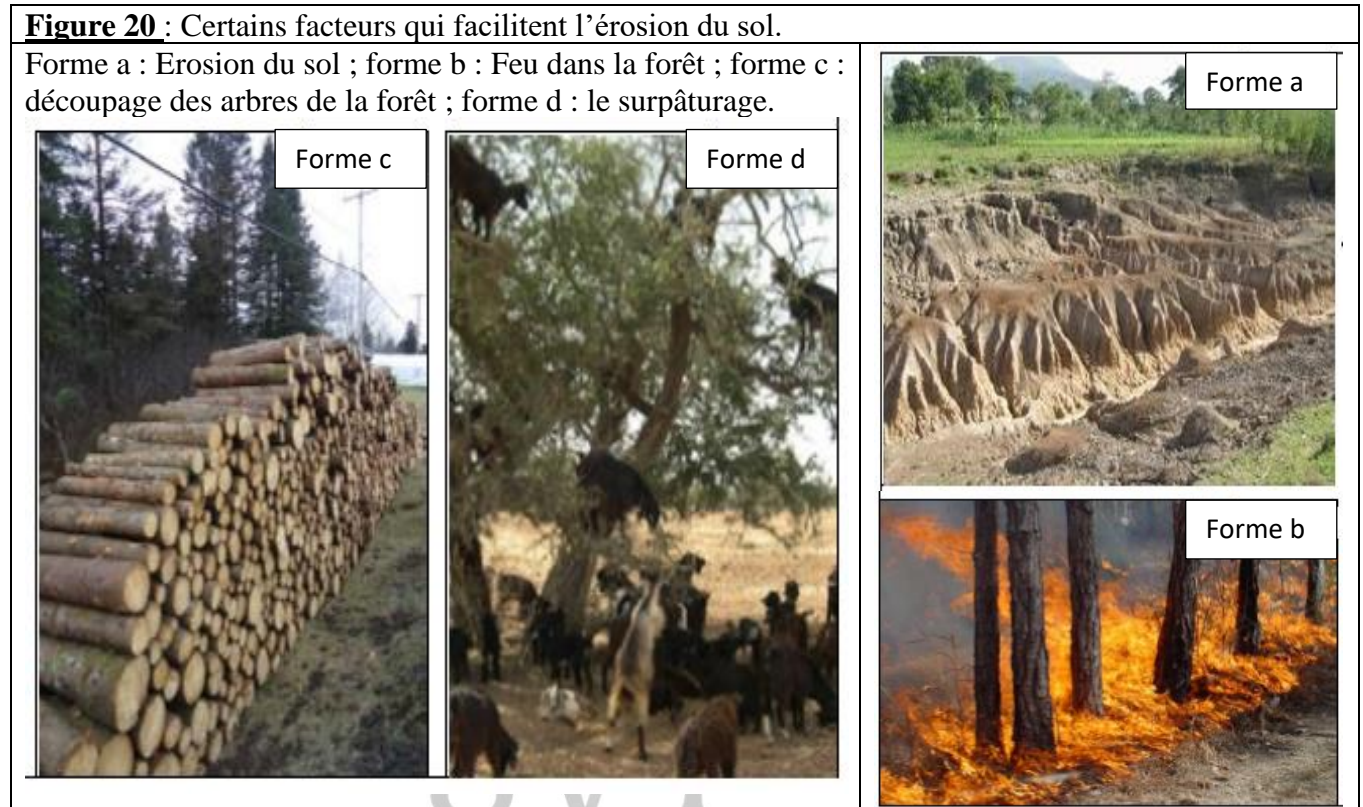 Figure 20 : Certains facteurs qui facilitent l’érosion du sol.
Forme a : Erosion du sol ; forme b : Feu dans la forêt ; forme c :
découpage des arbres de la forêt ; forme d : le surpâturage.
Forme a
Forme c
Forme d
Forme b